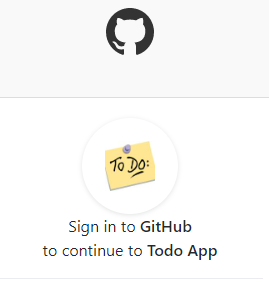 TO DO:
Sign in to GitHub
to continue to Todo App